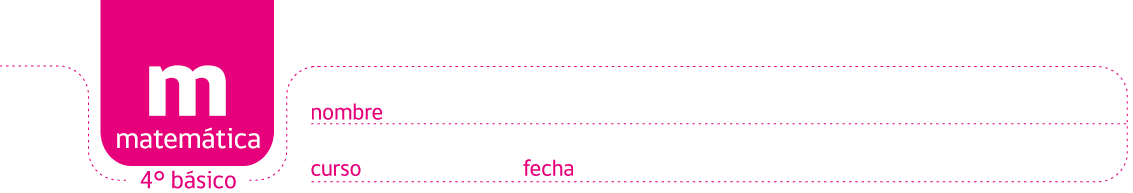 m
matemática
4° básico
nombre
curso fecha